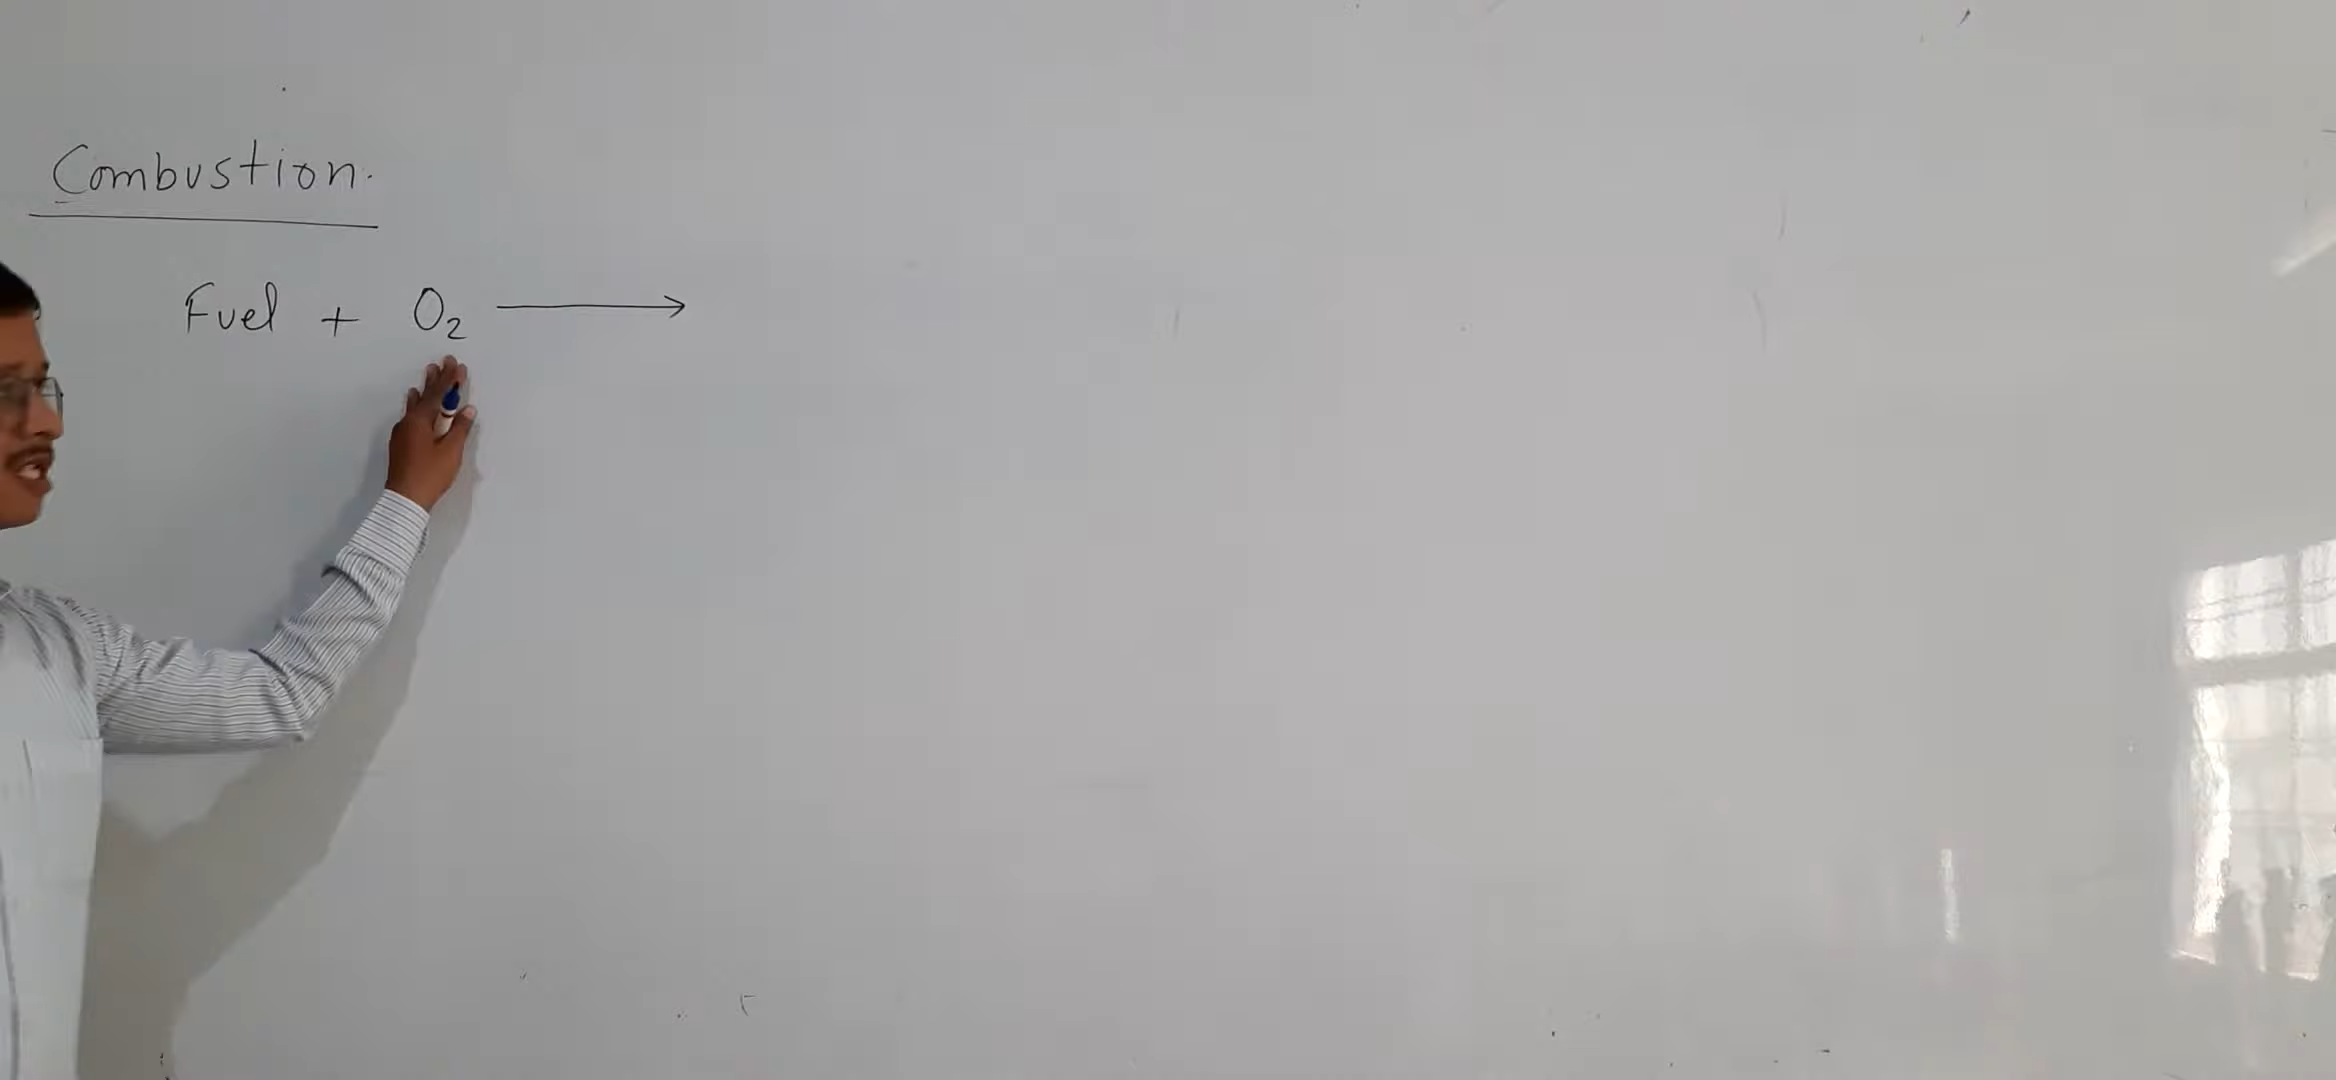 Combustion.
Fuel + O₂ ⟶